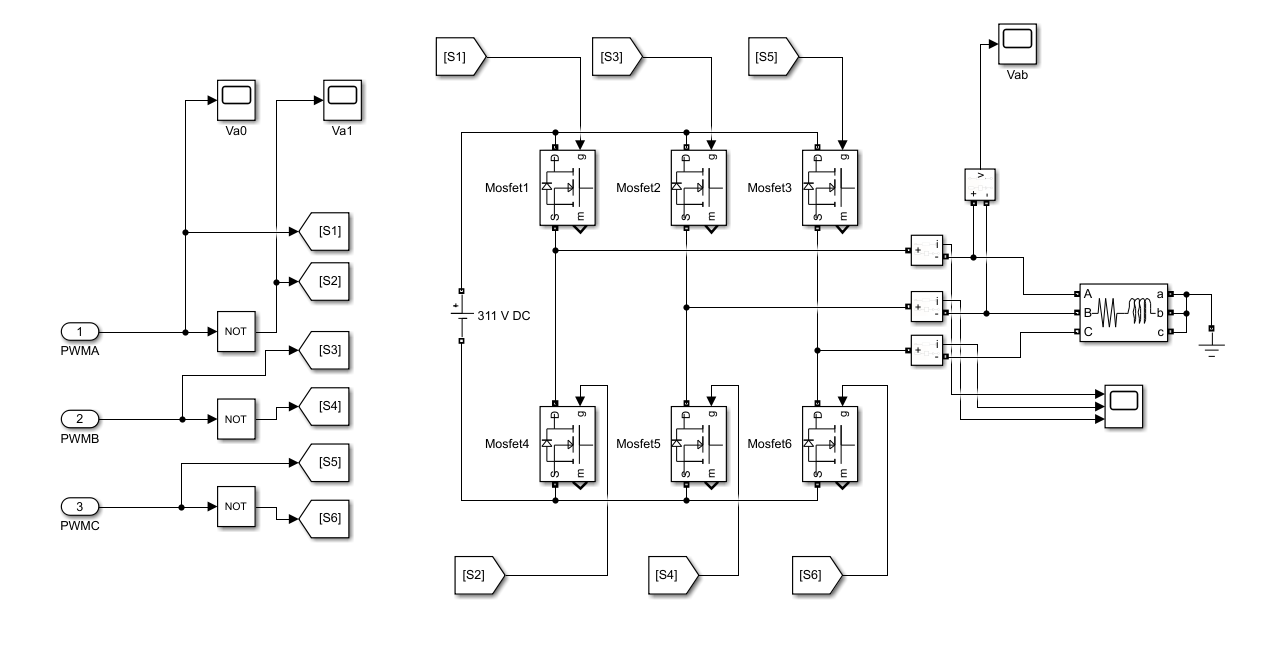 [S1]
[S3]
[S5]
Vab
Va0
Va1
v
+ -
D g
S m
Mosfet1
D g
S m
Mosfet2
D g
S m
Mosfet3
[S1]
[S2]
+ i -
+ i -
+ i -
A a
B b
C c
+
311 V DC
1
PWMA
NOT
[S3]
2
PWMB
NOT
[S4]
D g
S m
Mosfet4
D g
S m
Mosfet5
D g
S m
Mosfet6
[S5]
3
PWMC
NOT
[S6]
[S2]
[S4]
[S6]